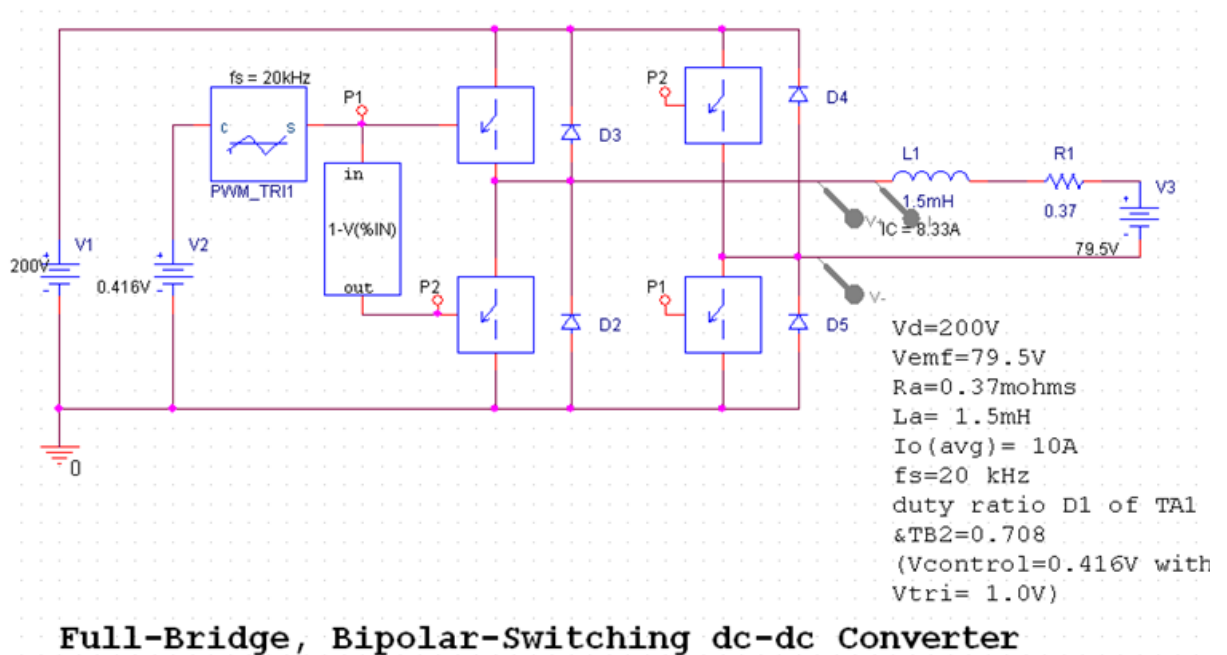 fs = 20kHz
P1
P2
D4
C S
PWM_TRI1
D3
in
L1
R1
1-V(%IN)
1.5mH
0.37
V3
V+
I
IC = 8.33A
V1
V2
200V
0.416V
79.5V
out
P2
P1
V-
D2
D5
0
Vd=200V
Vemf=79.5V
Ra=0.37mohms
La= 1.5mH
Io(avg)= 10A
fs=20 kHz
duty ratio D1 of TA1
&TB2=0.708
(Vcontrol=0.416V with
Vtri= 1.0V)
Full-Bridge, Bipolar-Switching dc-dc Converter